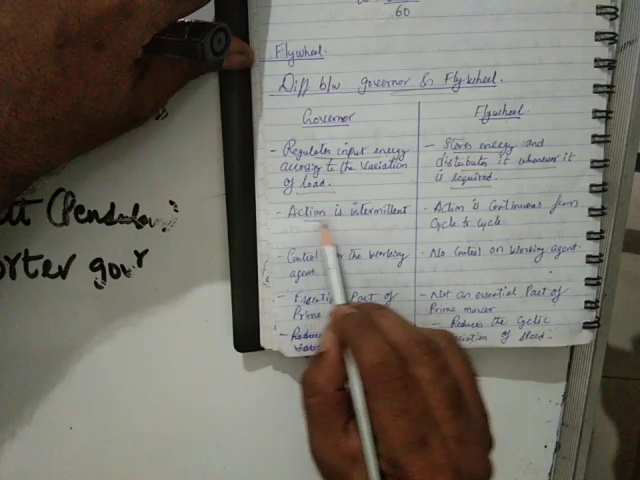 60
Flywheel.
Diff b/w governor & Flywheel.
Governor
- Regulates input energy
according to the variation
of load.
- Action is intermittent
Control the working
agent
- Essential Part of
Prime
Flywheel.
- Stores energy and
distributes it whenever it
is required.
- Action is Continuous from
Cycle to Cycle.
- No Control on Working agent.
- Not an essential Part of
Prime mover
- Reduces the Cyclic
of Speed.